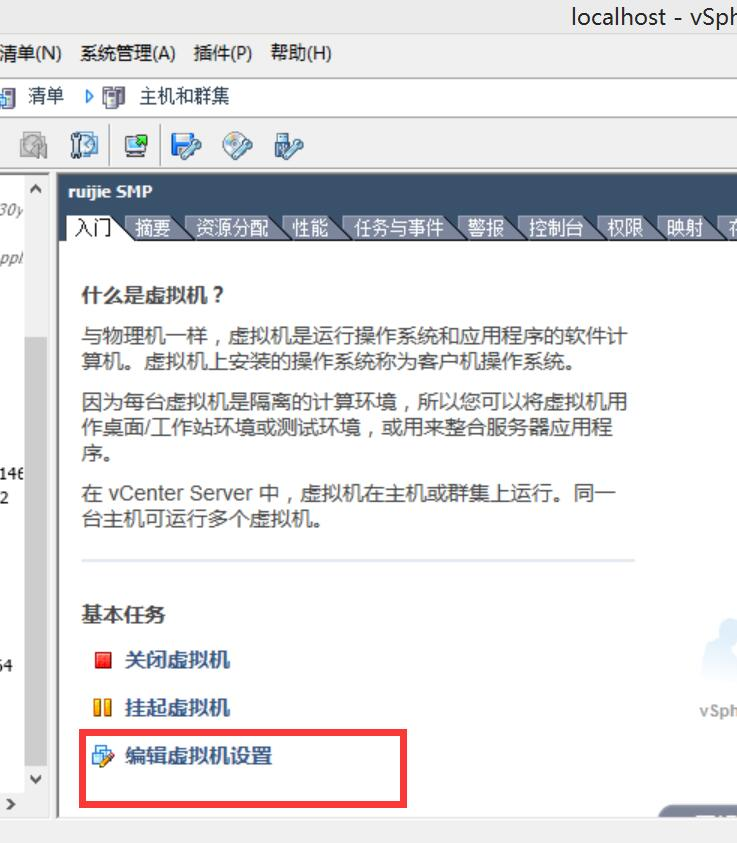 localhost - vSph
清单(N) 系统管理(A) 插件(P) 帮助(H)
清单 主机和群集
30y
appl
146
2
64
ruijie SMP
入门 摘要 资源分配 性能 任务与事件 警报 控制台 权限 映射
什么是虚拟机？
与物理机一样，虚拟机是运行操作系统和应用程序的软件计
算机。虚拟机上安装的操作系统称为客户机操作系统。
因为每台虚拟机是隔离的计算环境，所以您可以将虚拟机用
作桌面/工作站环境或测试环境，或用来整合服务器应用程
序。
在 vCenter Server 中，虚拟机在主机或群集上运行。同一
台主机可运行多个虚拟机。
基本任务
关闭虚拟机
挂起虚拟机
编辑虚拟机设置
vSph